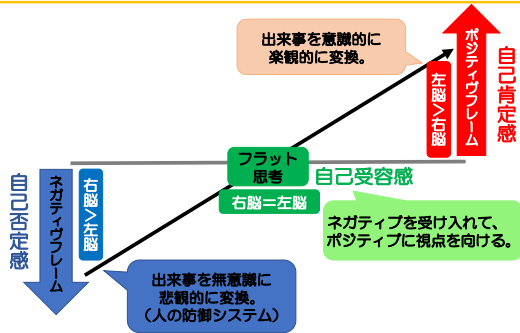 出来事を意識的に
楽観的に変換。
ポジティヴフレーム
自己肯定感
左脳>右脳
フラット
思考
自己受容感
右脳=左脳
自己否定感
ネガティヴフレーム
右脳>左脳
ネガティブを受け入れて、
ポジティブに視点を向ける。
出来事を無意識に
悲観的に変換。
(人の防御システム)